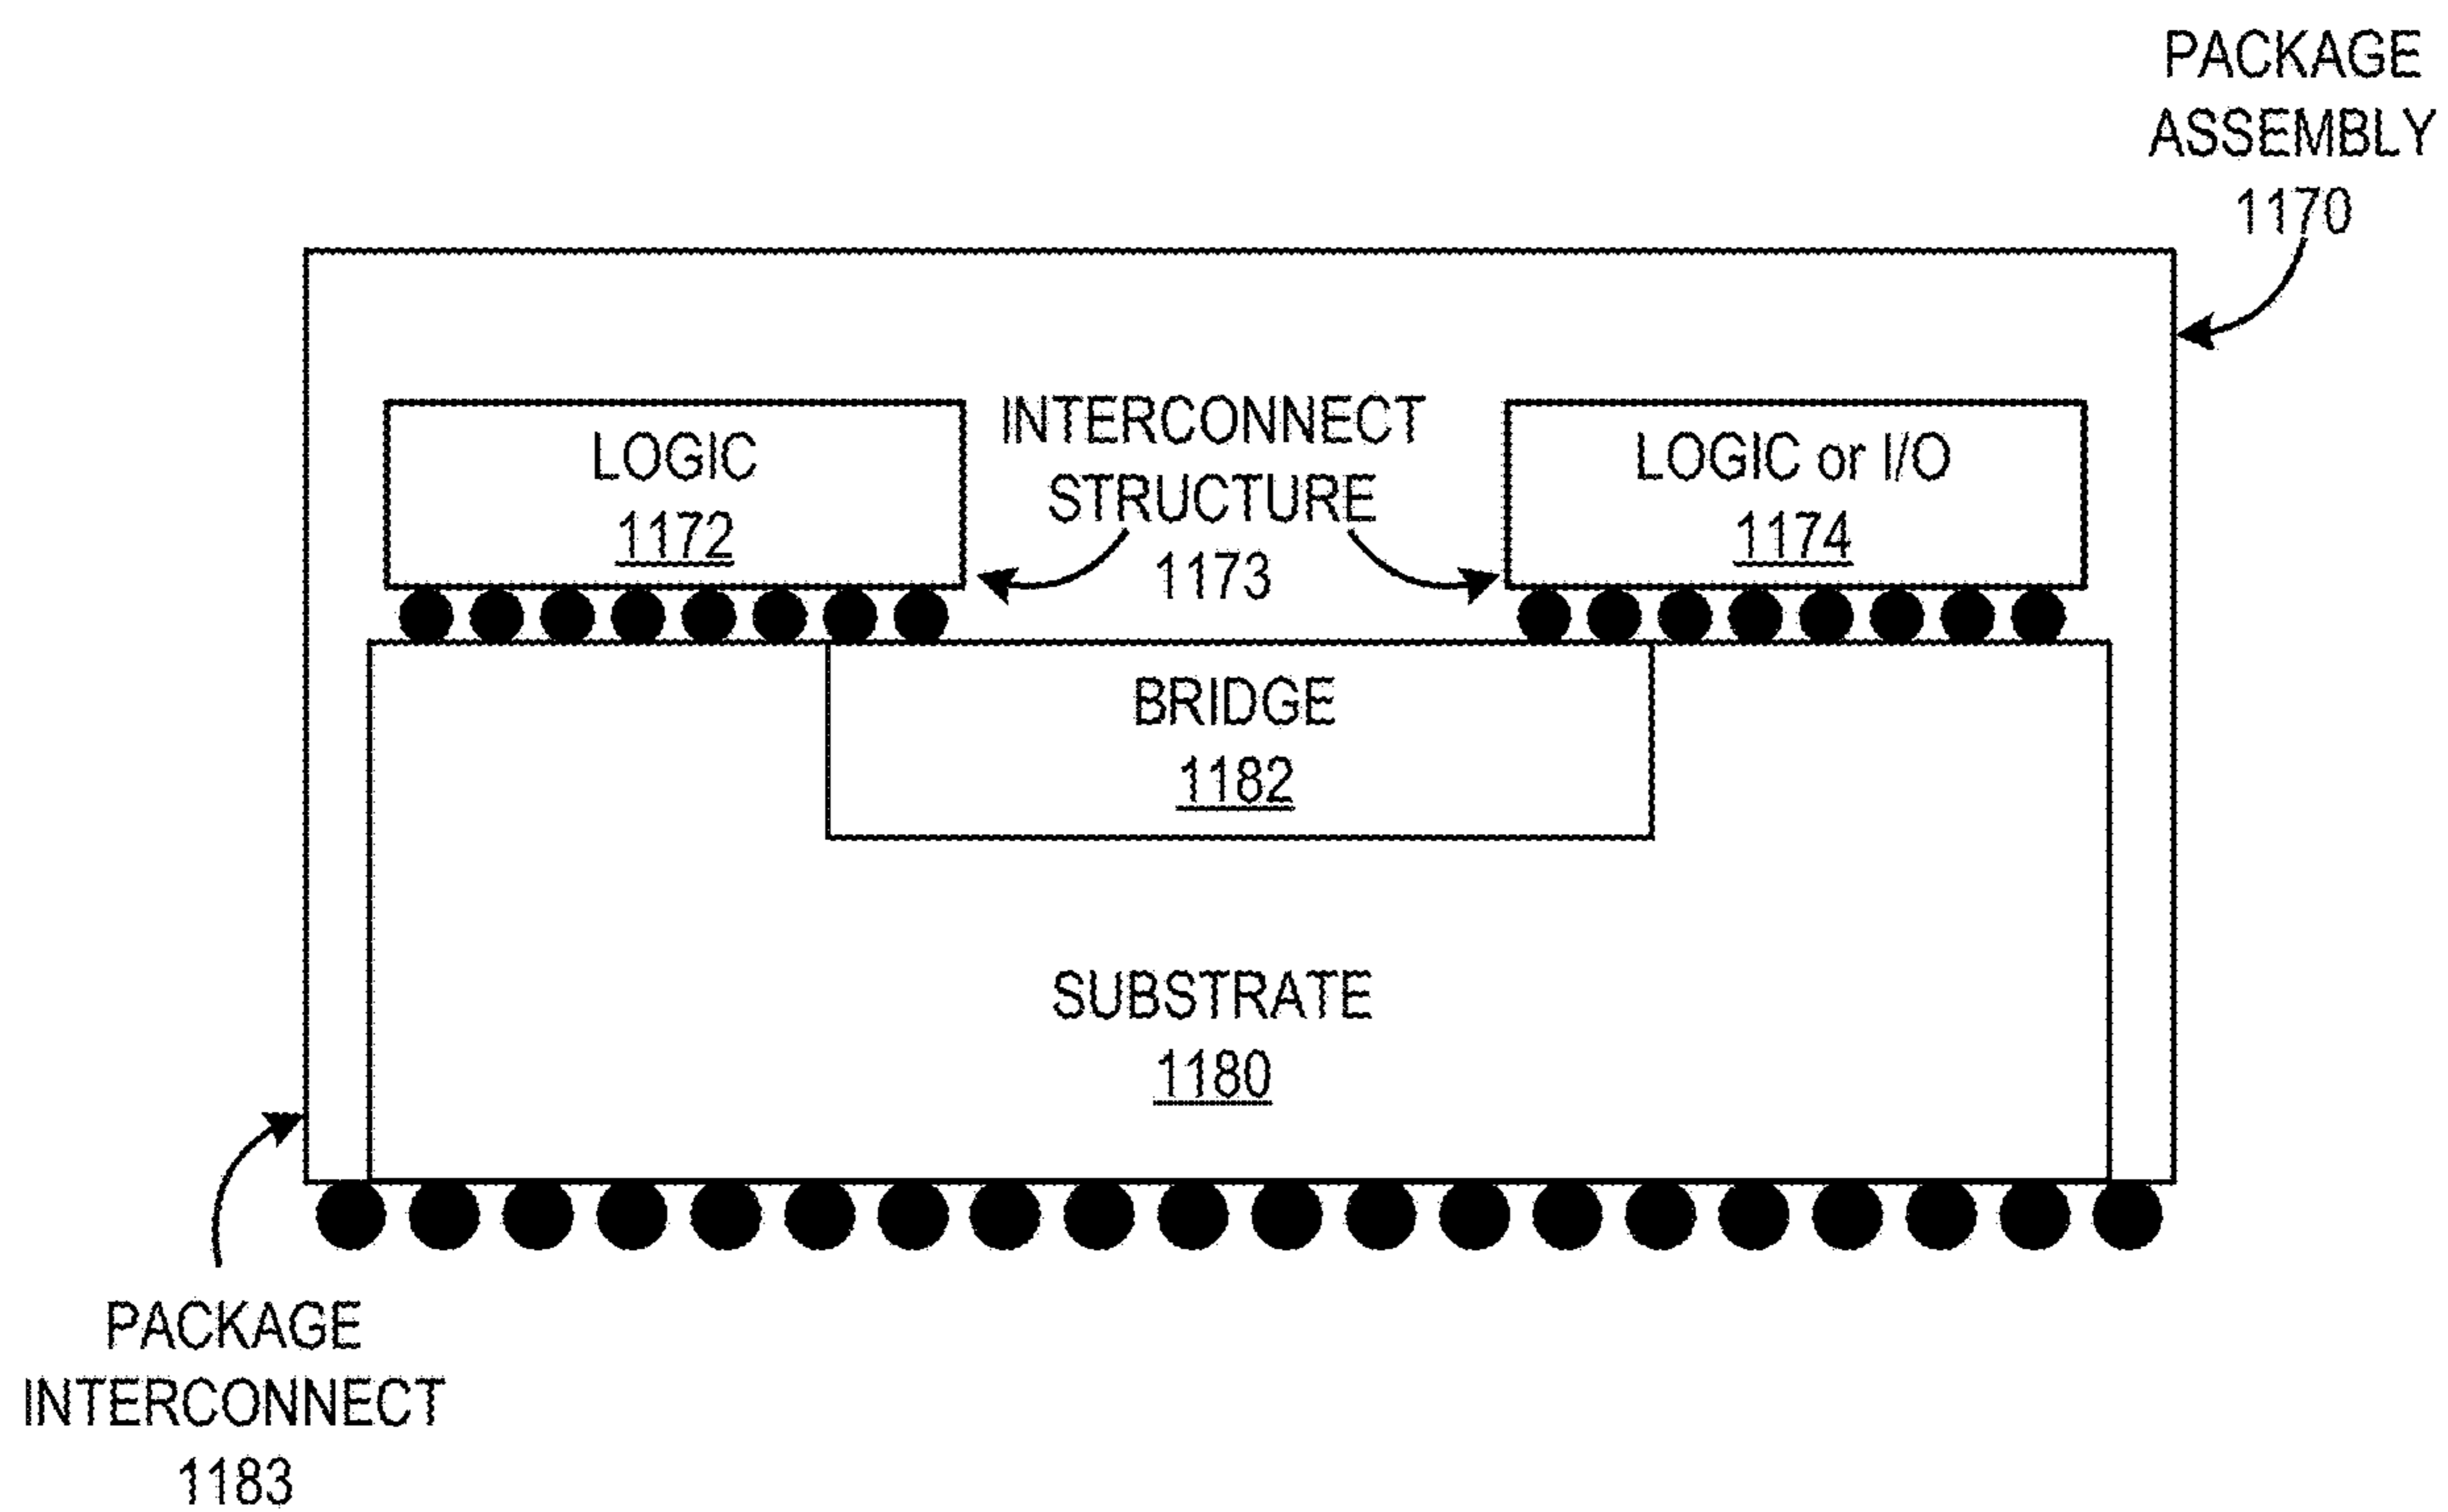 PACKAGE
ASSEMBLY
1170
LOGIC
1172
INTERCONNECT
STRUCTURE
1173
LOGIC or I/O
1174
BRIDGE
1182
SUBSTRATE
1180
PACKAGE
INTERCONNECT
1183